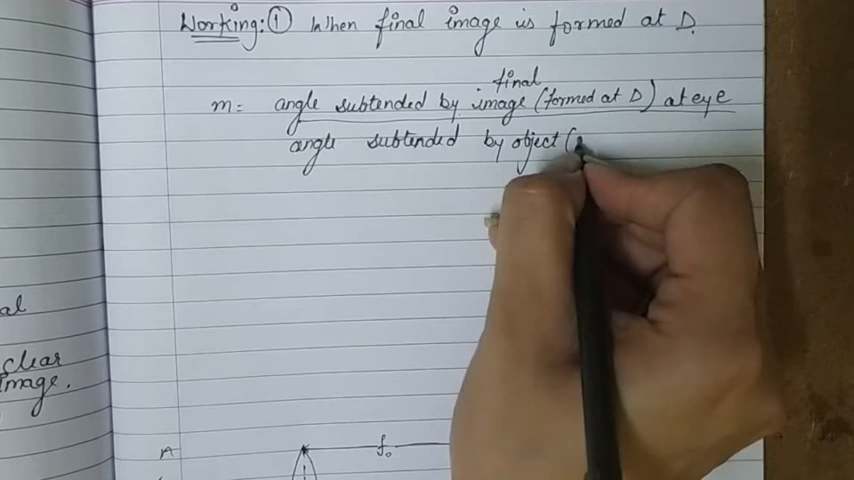 Working: ① When final image is formed at D.
final
m = angle subtended by image (formed at D) at eye
angle subtended by object (
al
clear
image.
A f₀